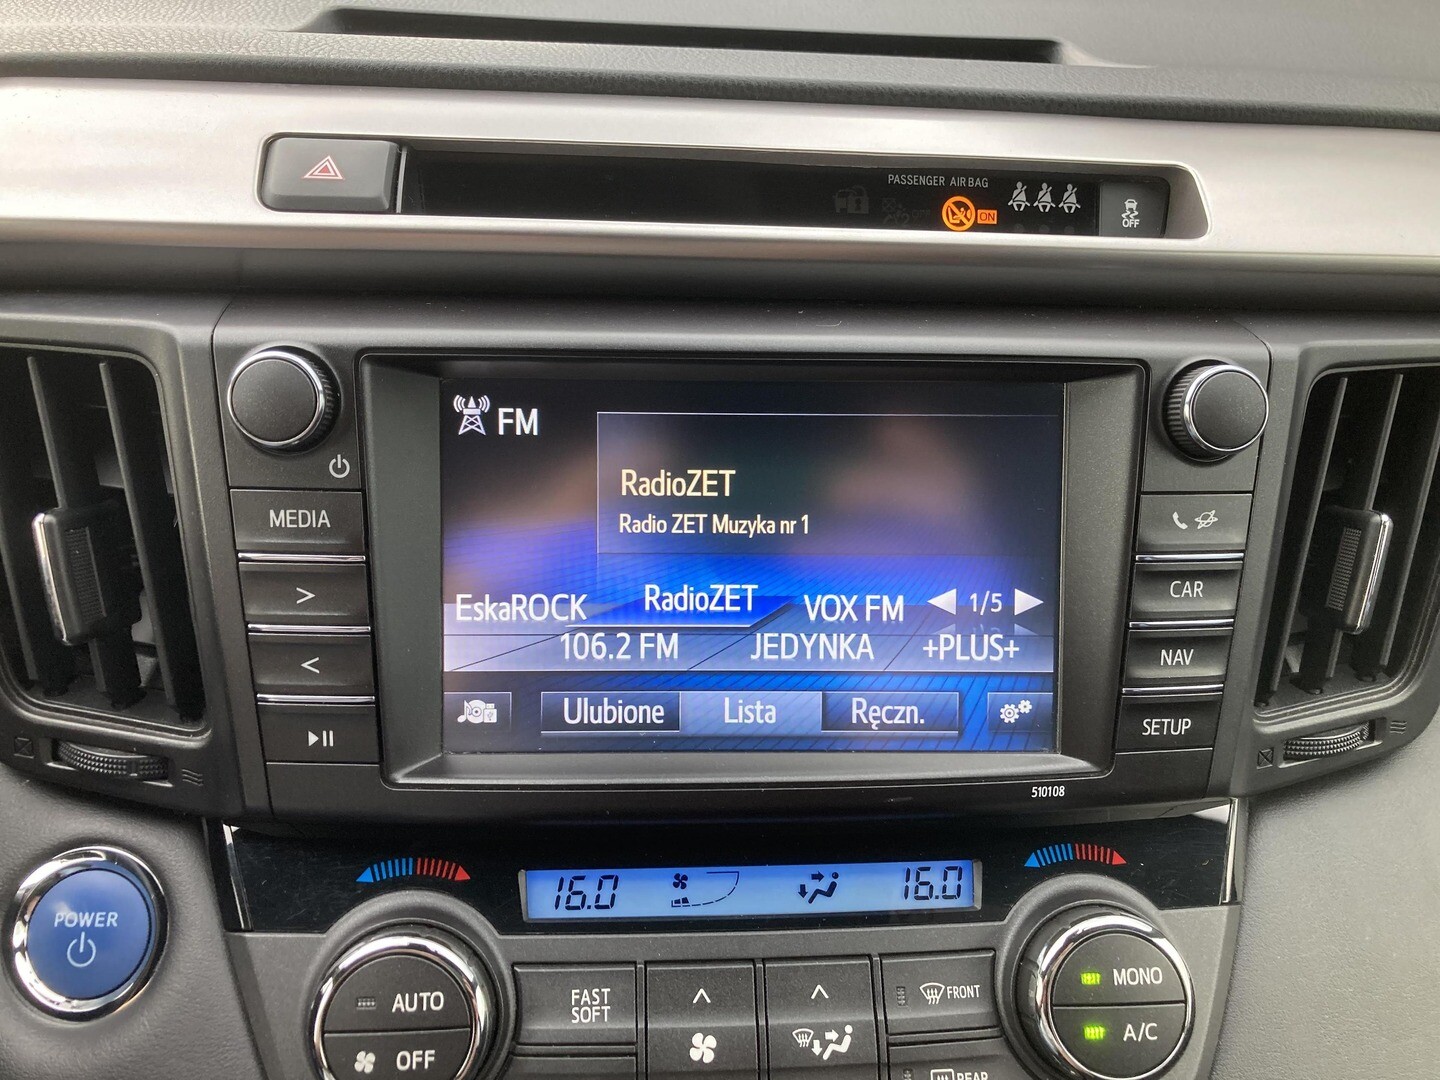 PASSENGER AIR BAG
ON
OFF
OFF
FM
RadioZET
Radio ZET Muzyka nr 1
EskaROCK
RadioZET
VOX FM
1/5
106.2 FM
JEDYNKA
+PLUS+
Ulubione
Lista
Ręczn.
MEDIA
>
<
CAR
NAV
SETUP
510108
16.0
16.0
POWER
AUTO
OFF
FAST
SOFT
FRONT
REAR
MONO
A/C